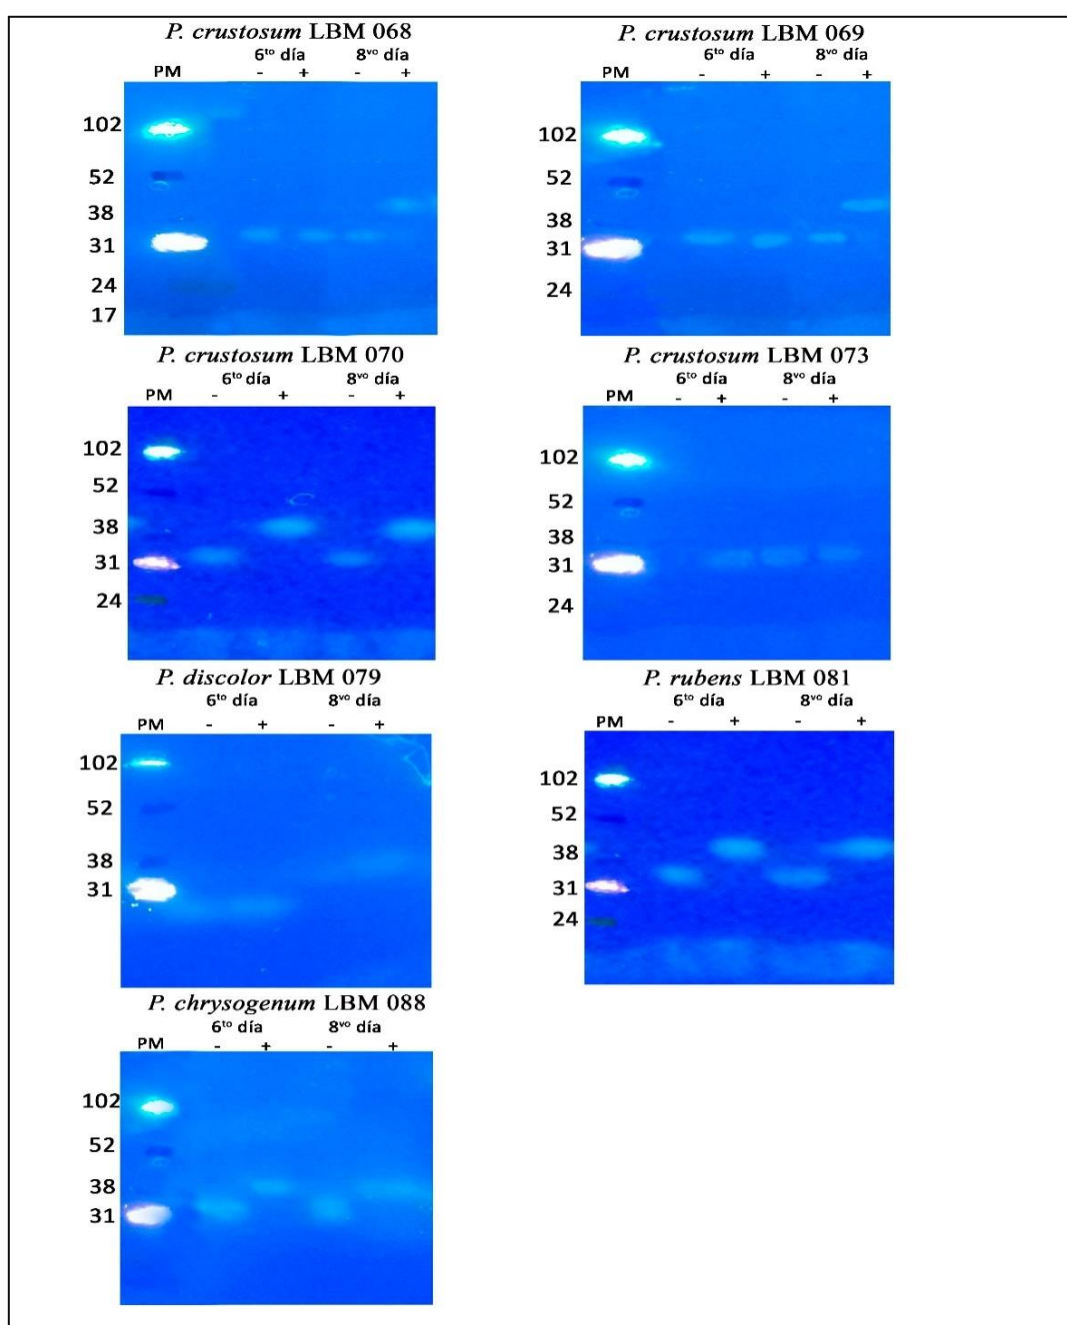 P. crustosum LBM 068
6to día 8vo día
PM - + - +
102
52
38
31
24
17
P. crustosum LBM 069
6to día 8vo día
PM - + - +
102
52
38
31
24
P. crustosum LBM 070
6to día 8vo día
PM - + - +
102
52
38
31
24
P. crustosum LBM 073
6to día 8vo día
PM - + - +
102
52
38
31
24
P. discolor LBM 079
6to día 8vo día
PM - + - +
102
52
38
31
P. rubens LBM 081
6to día 8vo día
PM - + - +
102
52
38
31
24
P. chrysogenum LBM 088
6to día 8vo día
PM - + - +
102
52
38
31